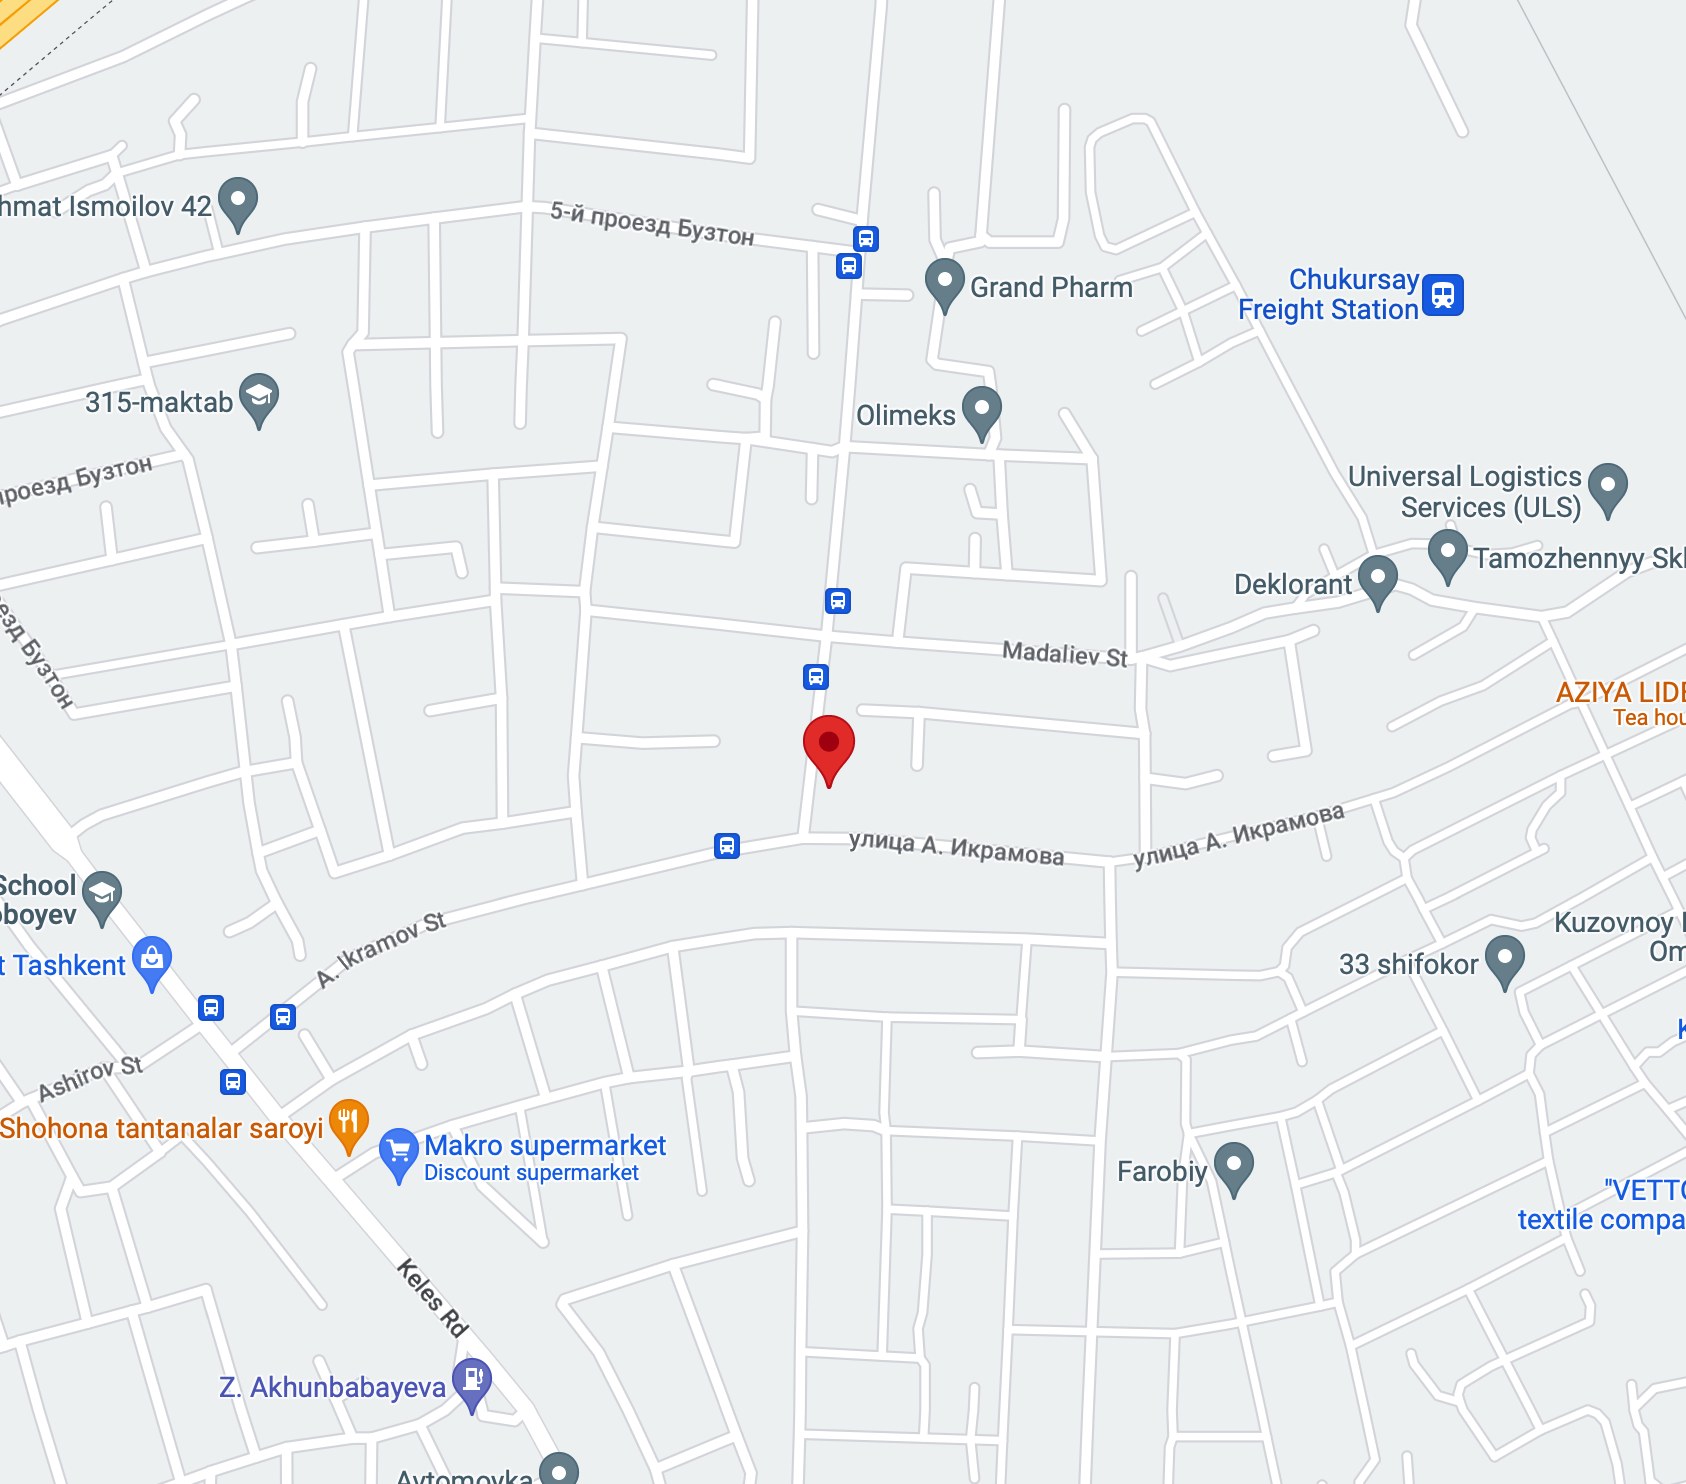 hmat Ismoilov 42
5-й проезд Бузтон
Grand Pharm
Chukursay
Freight Station
315-maktab
Olimeks
проезд Бузтон
Universal Logistics
Services (ULS)
Tamozhennyy Skl
Deklorant
Madaliev St
езд Бузтон
AZIYA LIDE
Tea hou
улица А. Икрамова
улица А. Икрамова
School
oboyev
t Tashkent
A. Ikramov St
33 shifokor
Kuzovnoy
Om
K
Ashirov St
Shohona tantanalar saroyi
Makro supermarket
Discount supermarket
Farobiy
"VETTO
textile compa
Keles Rd
Z. Akhunbabayeva
Avtomoyka